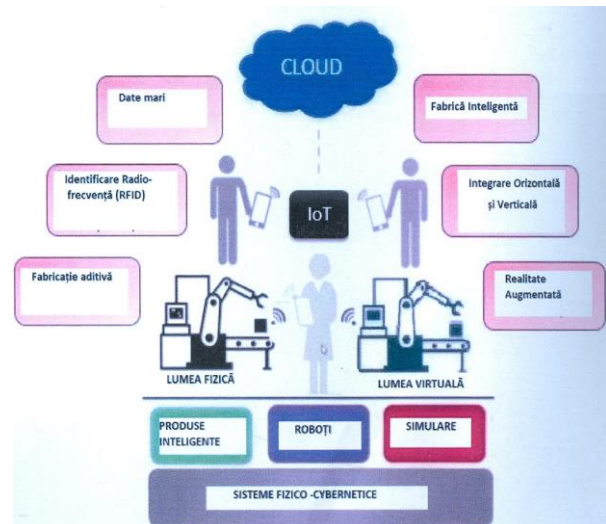 CLOUD
Date mari
Fabrică Inteligentă
Identificare Radio-
frecvență (RFID)
IoT
Integrare Orizontală
și Verticală
Fabricație aditivă
Realitate
Augmentată
LUMEA FIZICĂ
LUMEA VIRTUALĂ
PRODUSE
INTELIGENTE
ROBOȚI
SIMULARE
SISTEME FIZICO -CYBERNETICE